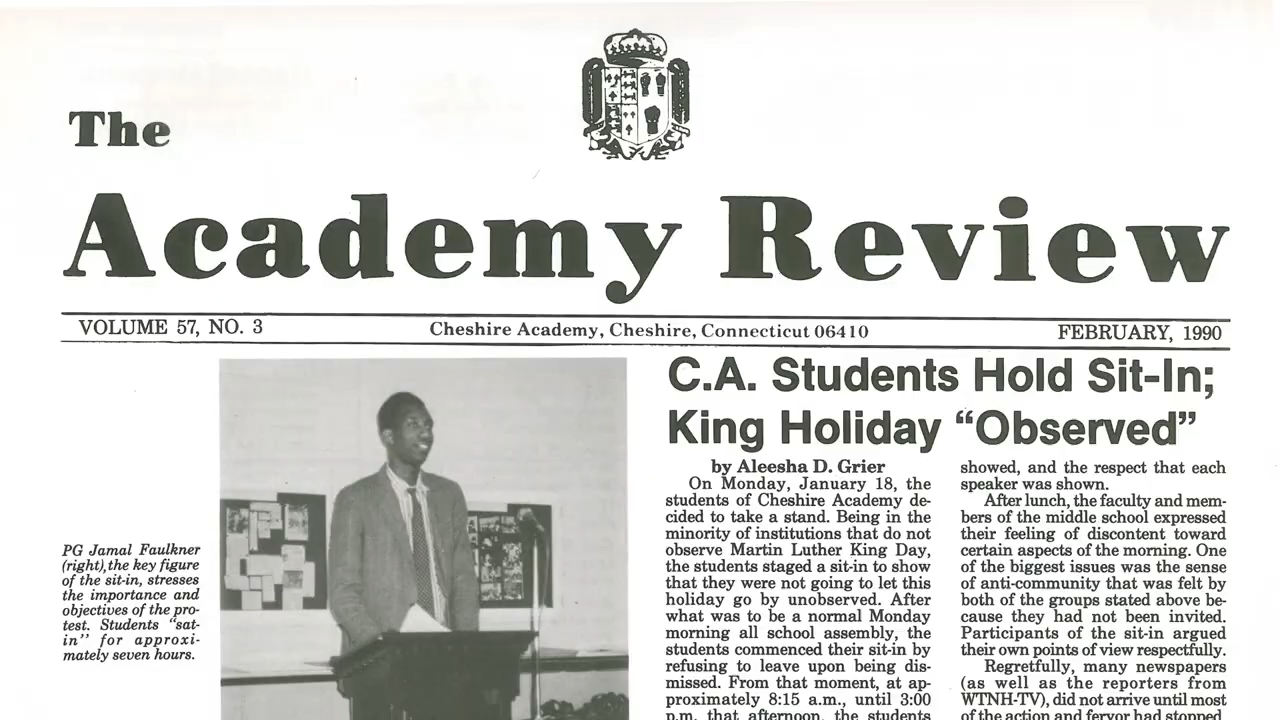 The
Academy Review
VOLUME 57, NO. 3
Cheshire Academy, Cheshire, Connecticut 06410
FEBRUARY, 1990
PG Jamal Faulkner
(right), the key figure
of the sit-in, stresses
the importance and
objectives of the pro-
test. Students "sat-
in" for approxi-
mately seven hours.
C.A. Students Hold Sit-In;
King Holiday “Observed”
by Aleesha D. Grier
On Monday, January 18, the
students of Cheshire Academy de-
cided to take a stand. Being in the
minority of institutions that do not
observe Martin Luther King Day,
the students staged a sit-in to show
that they were not going to let this
holiday go by unobserved. After
what was to be a normal Monday
morning all school assembly, the
students commenced their sit-in by
refusing to leave upon being dis-
missed. From that moment, at ap-
proximately 8:15 a.m., until 3:00
p.m. that afternoon, the students
showed, and the respect that each
speaker was shown.
After lunch, the faculty and mem-
bers of the middle school expressed
their feeling of discontent toward
certain aspects of the morning. One
of the biggest issues was the sense
of anti-community that was felt by
both of the groups stated above be-
cause they had not been invited.
Participants of the sit-in argued
their own points of view respectfully.
Regretfully, many newspapers
(as well as the reporters from
WTNH-TV), did not arrive until most
of the action and fervor had stopped.